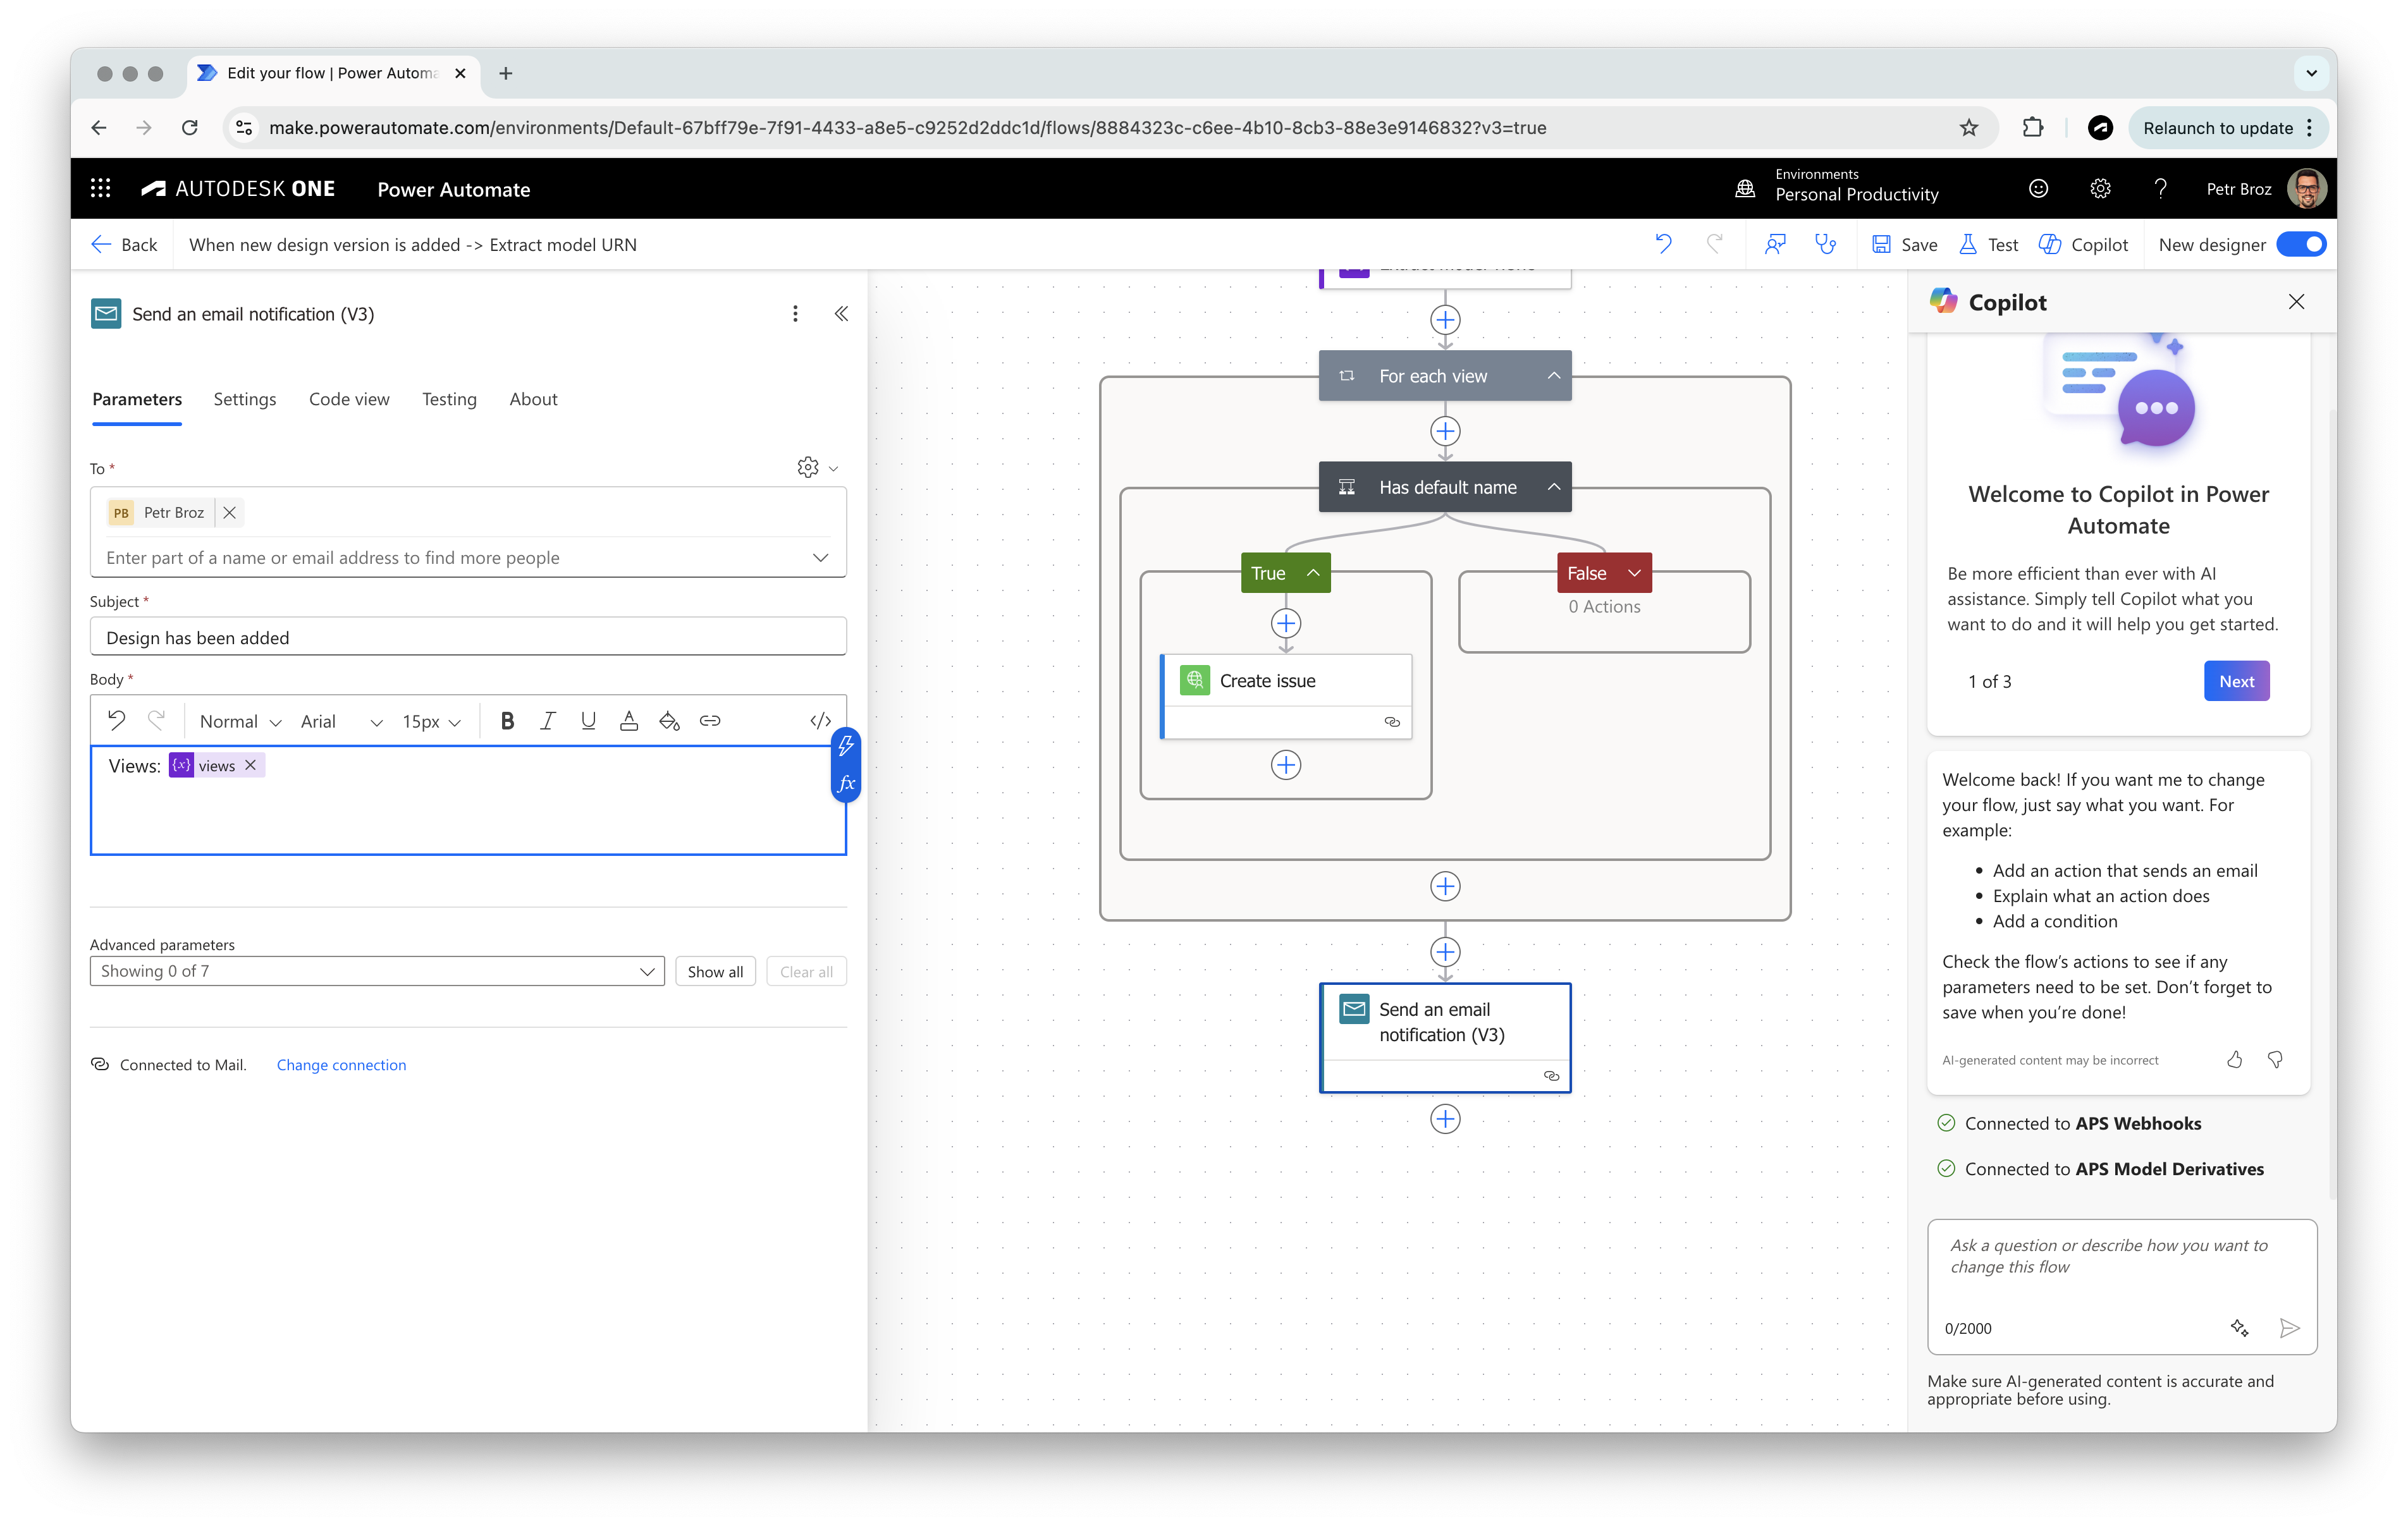 Edit your flow | Power Automa
make.powerautomate.com/environments/Default-67bff79e-7f91-4433-a8e5-c9252d2ddc1d/flows/8884323c-c6ee-4b10-8cb3-88e3e9146832?v3=true
Relaunch to update
AUTODESK ONE
Power Automate
Environments
Personal Productivity
Petr Broz
Back
When new design version is added -> Extract model URN
Save
Test
Copilot
New designer
Send an email notification (V3)
Parameters
Settings
Code view
Testing
About
To *
PB
Petr Broz
Enter part of a name or email address to find more people
Subject *
Design has been added
Body *
Normal
Arial
15px
B
I
U
A
</>
Views: {x} views
fx
Advanced parameters
Showing 0 of 7
Show all
Clear all
Connected to Mail.
Change connection
For each view
Has default name
True
False
0 Actions
Create issue
Send an email
notification (V3)
Copilot
Welcome to Copilot in Power
Automate
Be more efficient than ever with AI
assistance. Simply tell Copilot what you
want to do and it will help you get started.
1 of 3
Next
Welcome back! If you want me to change
your flow, just say what you want. For
example:
• Add an action that sends an email
• Explain what an action does
• Add a condition
Check the flow’s actions to see if any
parameters need to be set. Don’t forget to
save when you’re done!
AI-generated content may be incorrect
Connected to APS Webhooks
Connected to APS Model Derivatives
Ask a question or describe how you want to
change this flow
0/2000
Make sure AI-generated content is accurate and
appropriate before using.